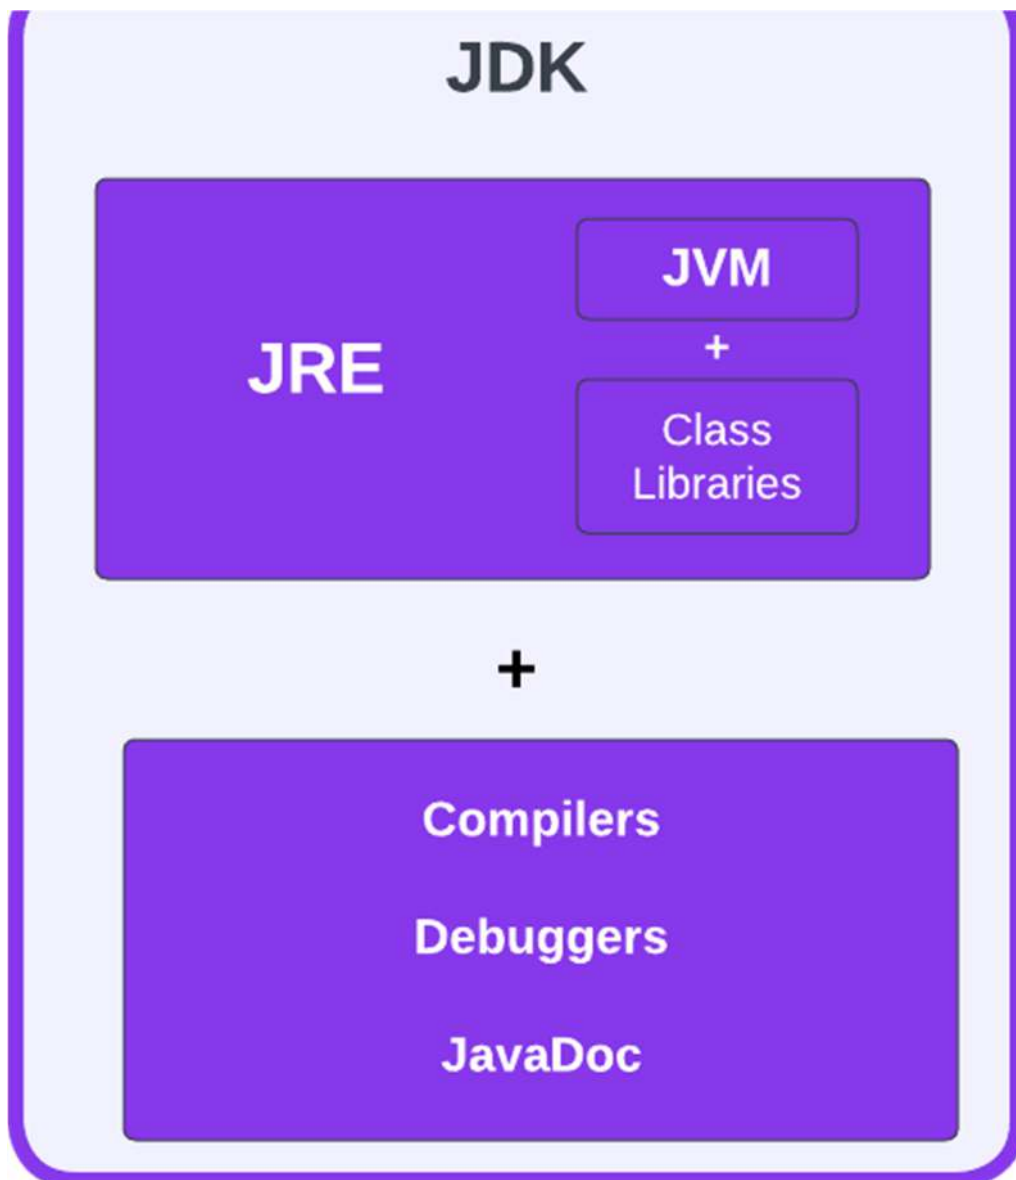 JDK
JRE
JVM
+
Class
Libraries
+
Compilers
Debuggers
JavaDoc